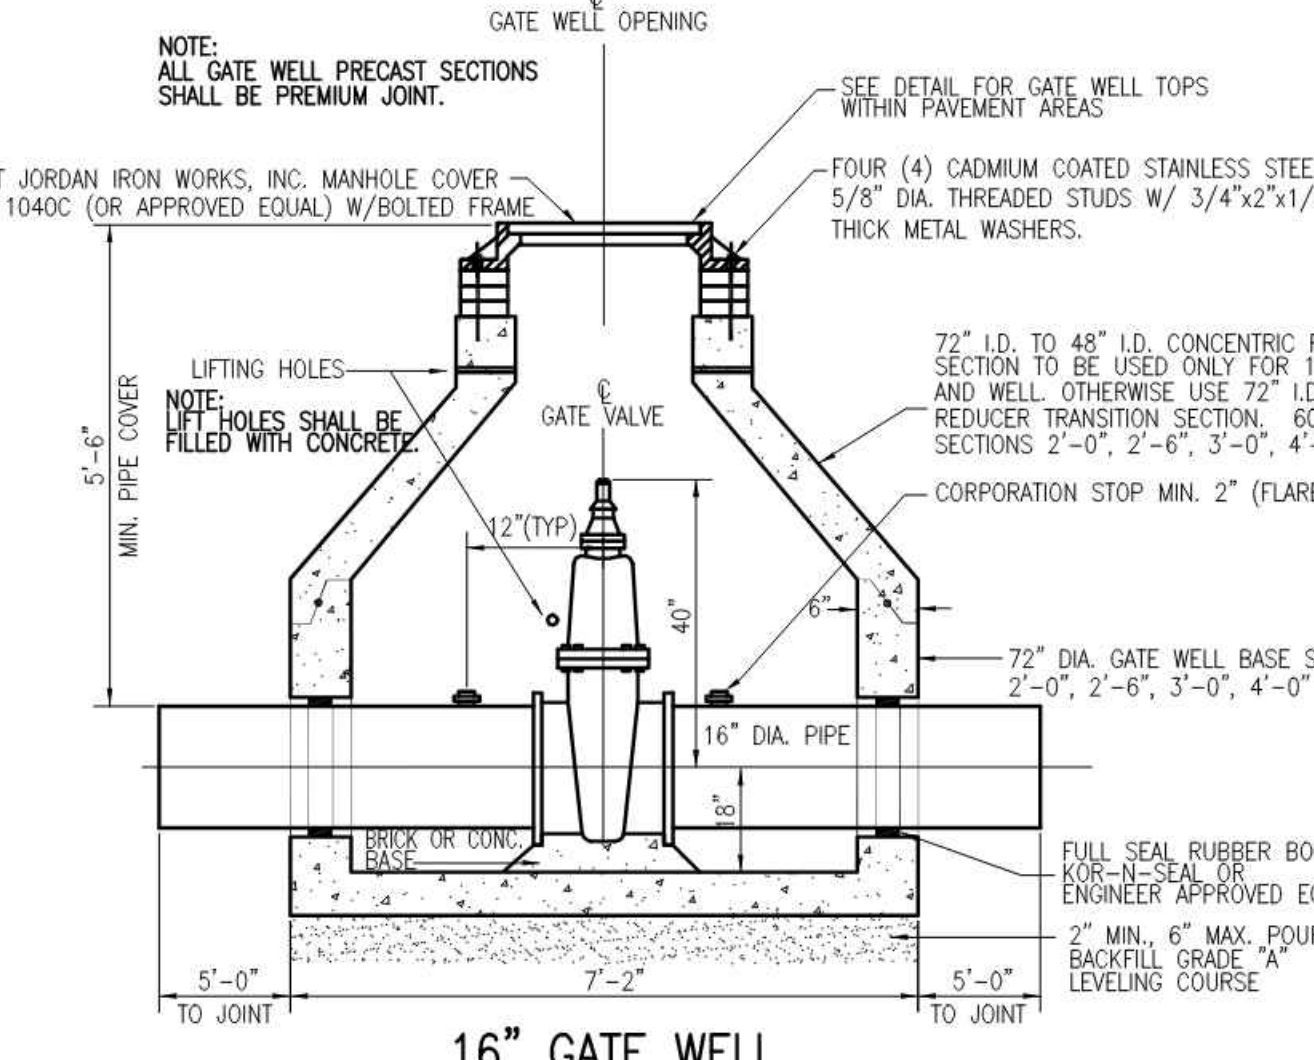 ℄
GATE WELL OPENING
NOTE:
ALL GATE WELL PRECAST SECTIONS
SHALL BE PREMIUM JOINT.
SEE DETAIL FOR GATE WELL TOPS
WITHIN PAVEMENT AREAS
JORDAN IRON WORKS, INC. MANHOLE COVER
1040C (OR APPROVED EQUAL) W/BOLTED FRAME
FOUR (4) CADMIUM COATED STAINLESS
5/8" DIA. THREADED STUDS W/ 3/4"x2"x1/
THICK METAL WASHERS.
72" I.D. TO 48" I.D. CONCENTRIC
SECTION TO BE USED ONLY FOR
AND WELL. OTHERWISE USE 72"
REDUCER TRANSITION SECTION.
SECTIONS 2'-0", 2'-6", 3'-0",
LIFTING HOLES
NOTE:
LIFT HOLES SHALL BE
FILLED WITH CONCRETE.
℄
GATE VALVE
5'-6"
MIN. PIPE COVER
CORPORATION STOP MIN. 2"
12"(TYP)
40"
6"
72" DIA. GATE WELL BASE
2'-0", 2'-6", 3'-0", 4'-0"
16" DIA. PIPE
18"
BRICK OR CONC.
BASE
FULL SEAL RUBBER
KOR-N-SEAL OR
ENGINEER APPROVED
2" MIN., 6" MAX.
BACKFILL GRADE "A"
LEVELING COURSE
5'-0"
TO JOINT
7'-2"
5'-0"
TO JOINT
16" GATE WELL